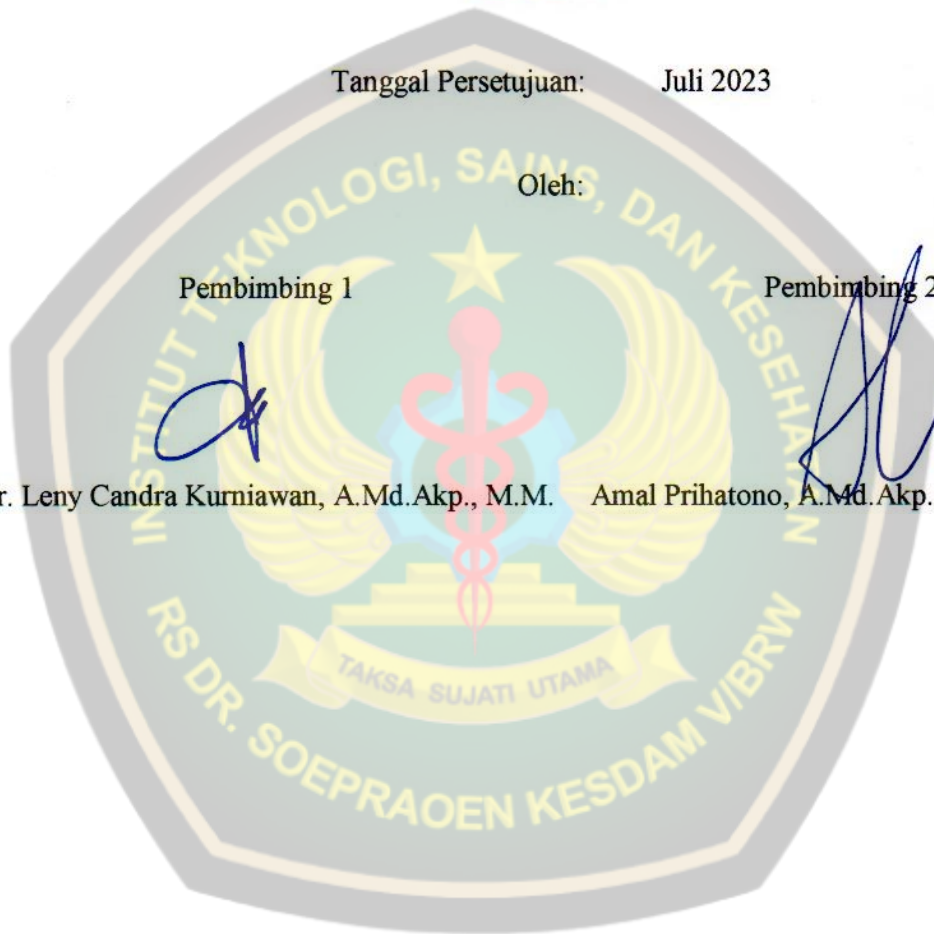 Tanggal Persetujuan: Juli 2023
Oleh:
Pembimbing 1 Pembimbing 2
r. Leny Candra Kurniawan, A.Md.Akp., M.M. Amal Prihatono, A.Md.Akp.
INSTITUT TEKNOLOGI, SAINS, DAN KESEHATAN
RS DR. SOEPRAOEN KESDAM V/BRW
TAKSA SUJATI UTAMA